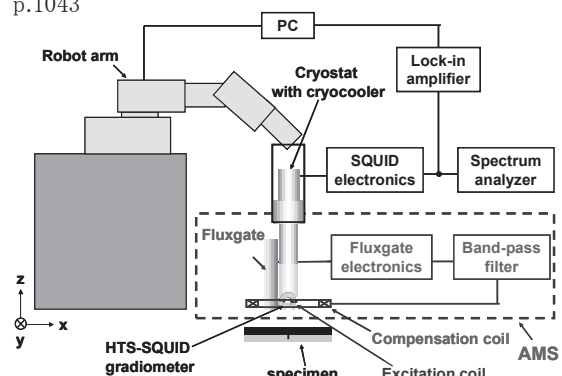 p.1043
PC
Robot arm
Lock-in
amplifier
Cryostat
with cryocooler
SQUID
electronics
Spectrum
analyzer
Fluxgate
Fluxgate
electronics
Band-pass
filter
z
x
y
Compensation coil
AMS
HTS-SQUID
gradiometer
specimen
Excitation coil